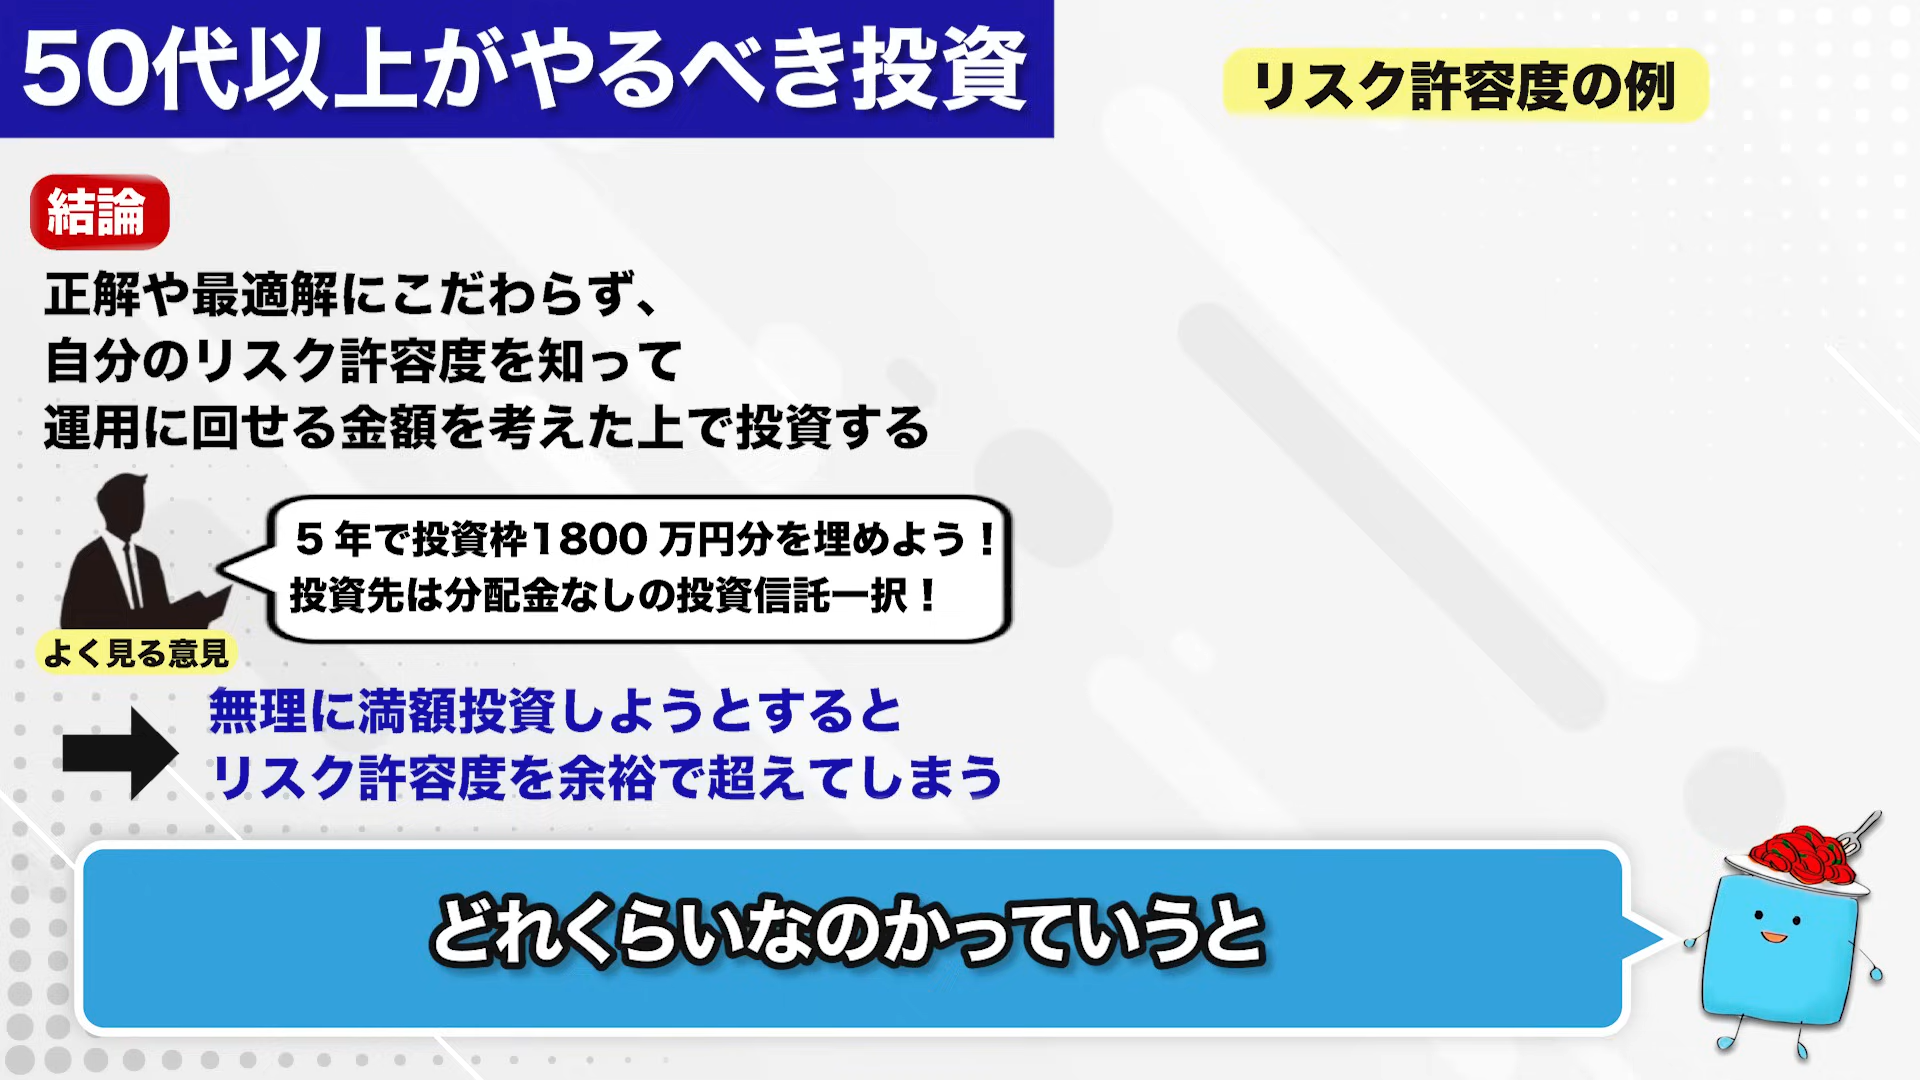 50代以上がやるべき投資
リスク許容度の例
結論
正解や最適解にこだわらず、
自分のリスク許容度を知って
運用に回せる金額を考えた上で投資する
5年で投資枠1800万円分を埋めよう！
投資先は分配金なしの投資信託一択！
よく見る意見
無理に満額投資しようとすると
リスク許容度を余裕で超えてしまう
どれくらいなのかっていうと